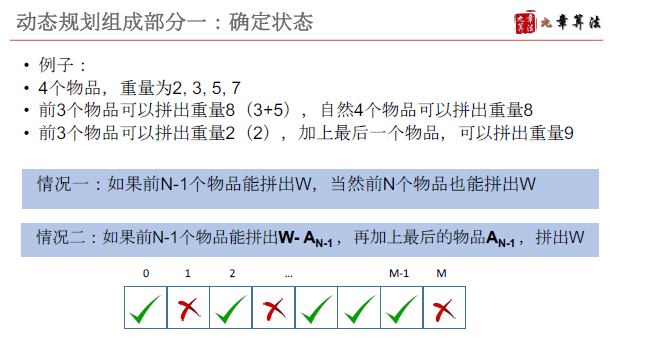 动态规划组成部分一：确定状态
九章算法
• 例子：
• 4个物品，重量为2, 3, 5, 7
• 前3个物品可以拼出重量8（3+5），自然4个物品可以拼出重量8
• 前3个物品可以拼出重量2（2），加上最后一个物品，可以拼出重量9
情况一：如果前N-1个物品能拼出W，当然前N个物品也能拼出W
情况二：如果前N-1个物品能拼出W- AN-1，再加上最后的物品AN-1，拼出W
0 1 2 … M-1 M